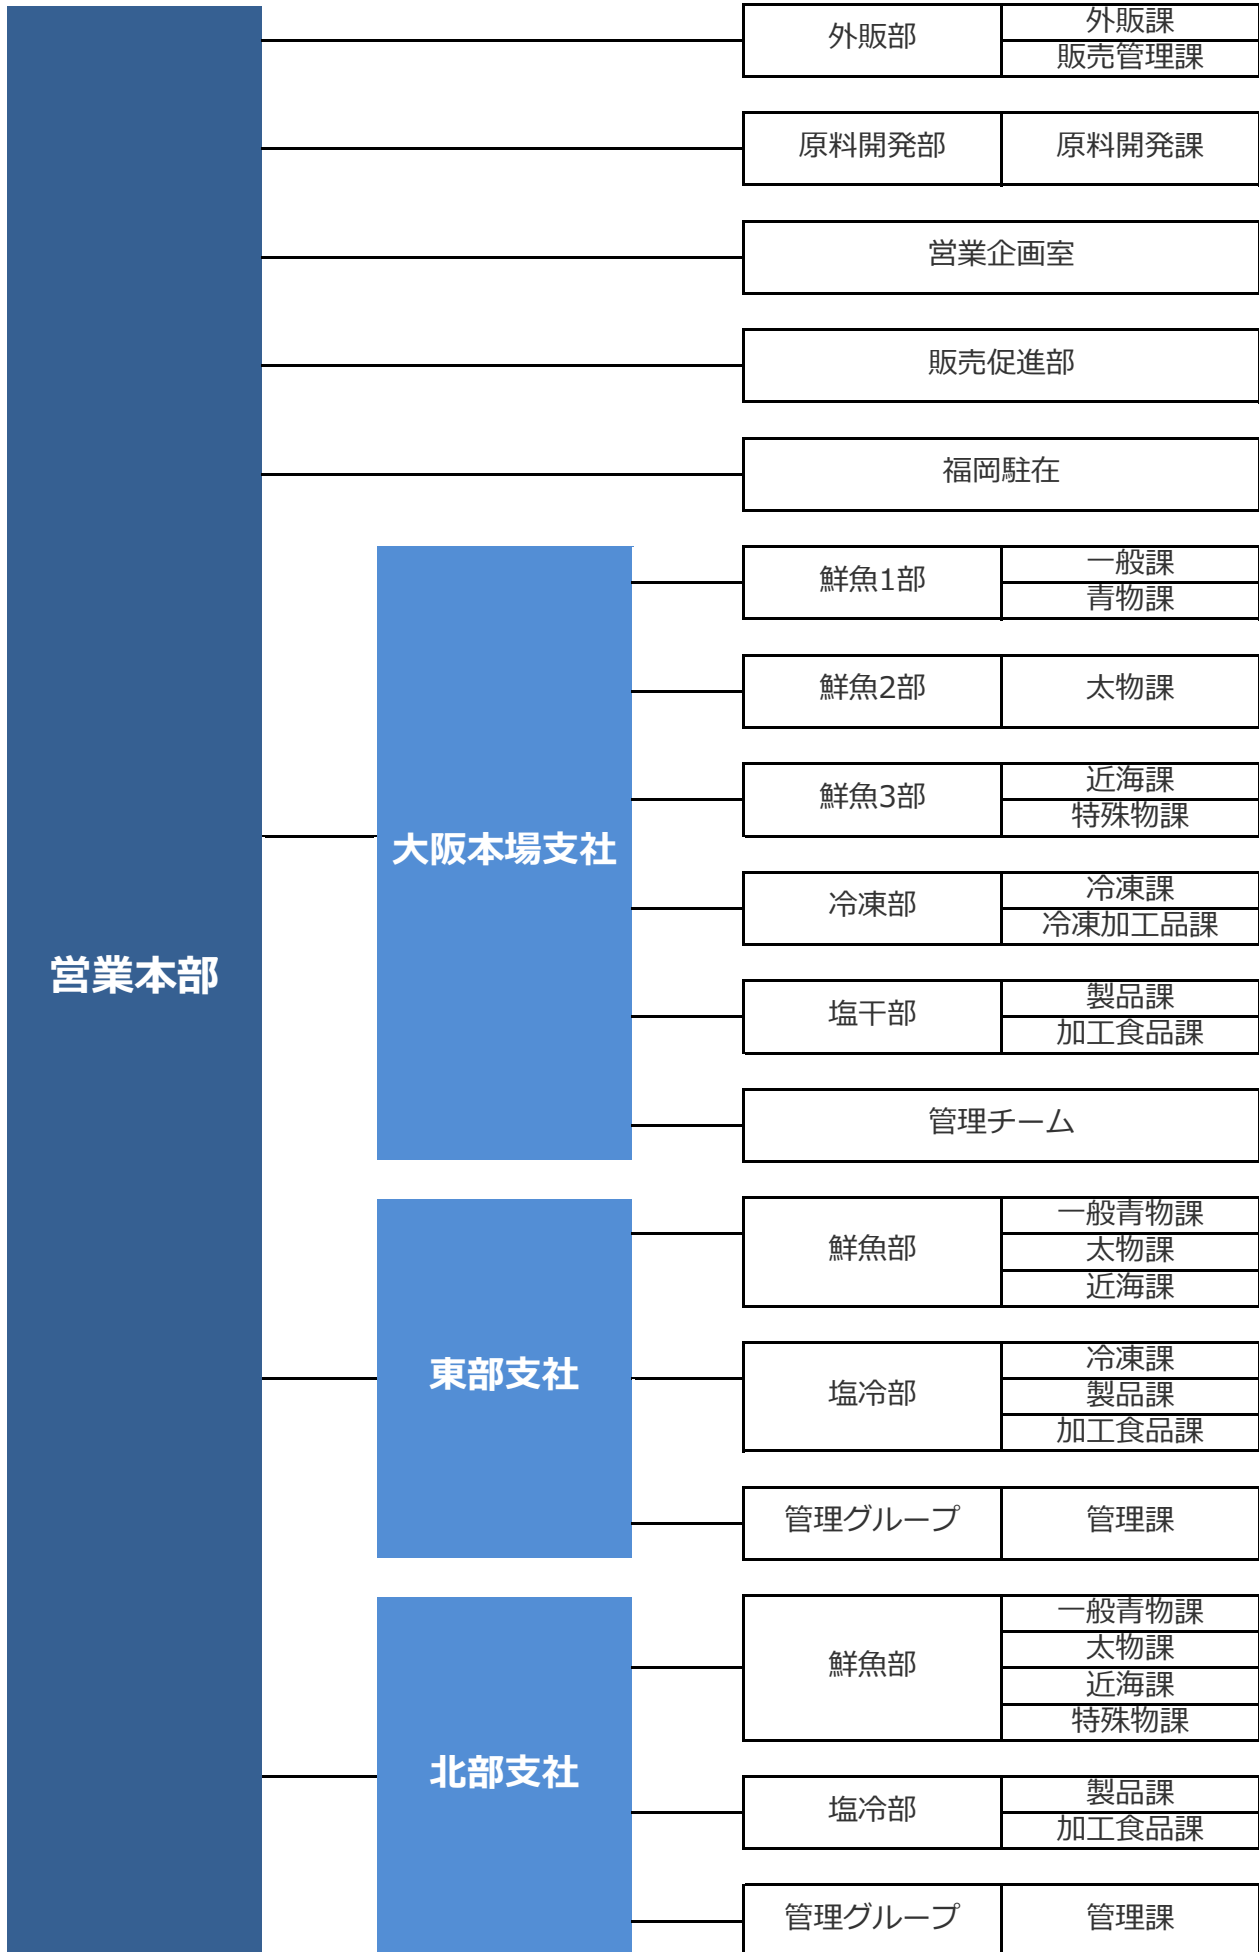 営業本部
外販部
外販課
販売管理課
原料開発部
原料開発課
営業企画室
販売促進部
福岡駐在
大阪本場支社
鮮魚1部
一般課
青物課
鮮魚2部
太物課
鮮魚3部
近海課
特殊物課
冷凍部
冷凍課
冷凍加工品課
塩干部
製品課
加工食品課
管理チーム
東部支社
鮮魚部
一般青物課
太物課
近海課
塩冷部
冷凍課
製品課
加工食品課
管理グループ
管理課
北部支社
鮮魚部
一般青物課
太物課
近海課
特殊物課
塩冷部
製品課
加工食品課
管理グループ
管理課